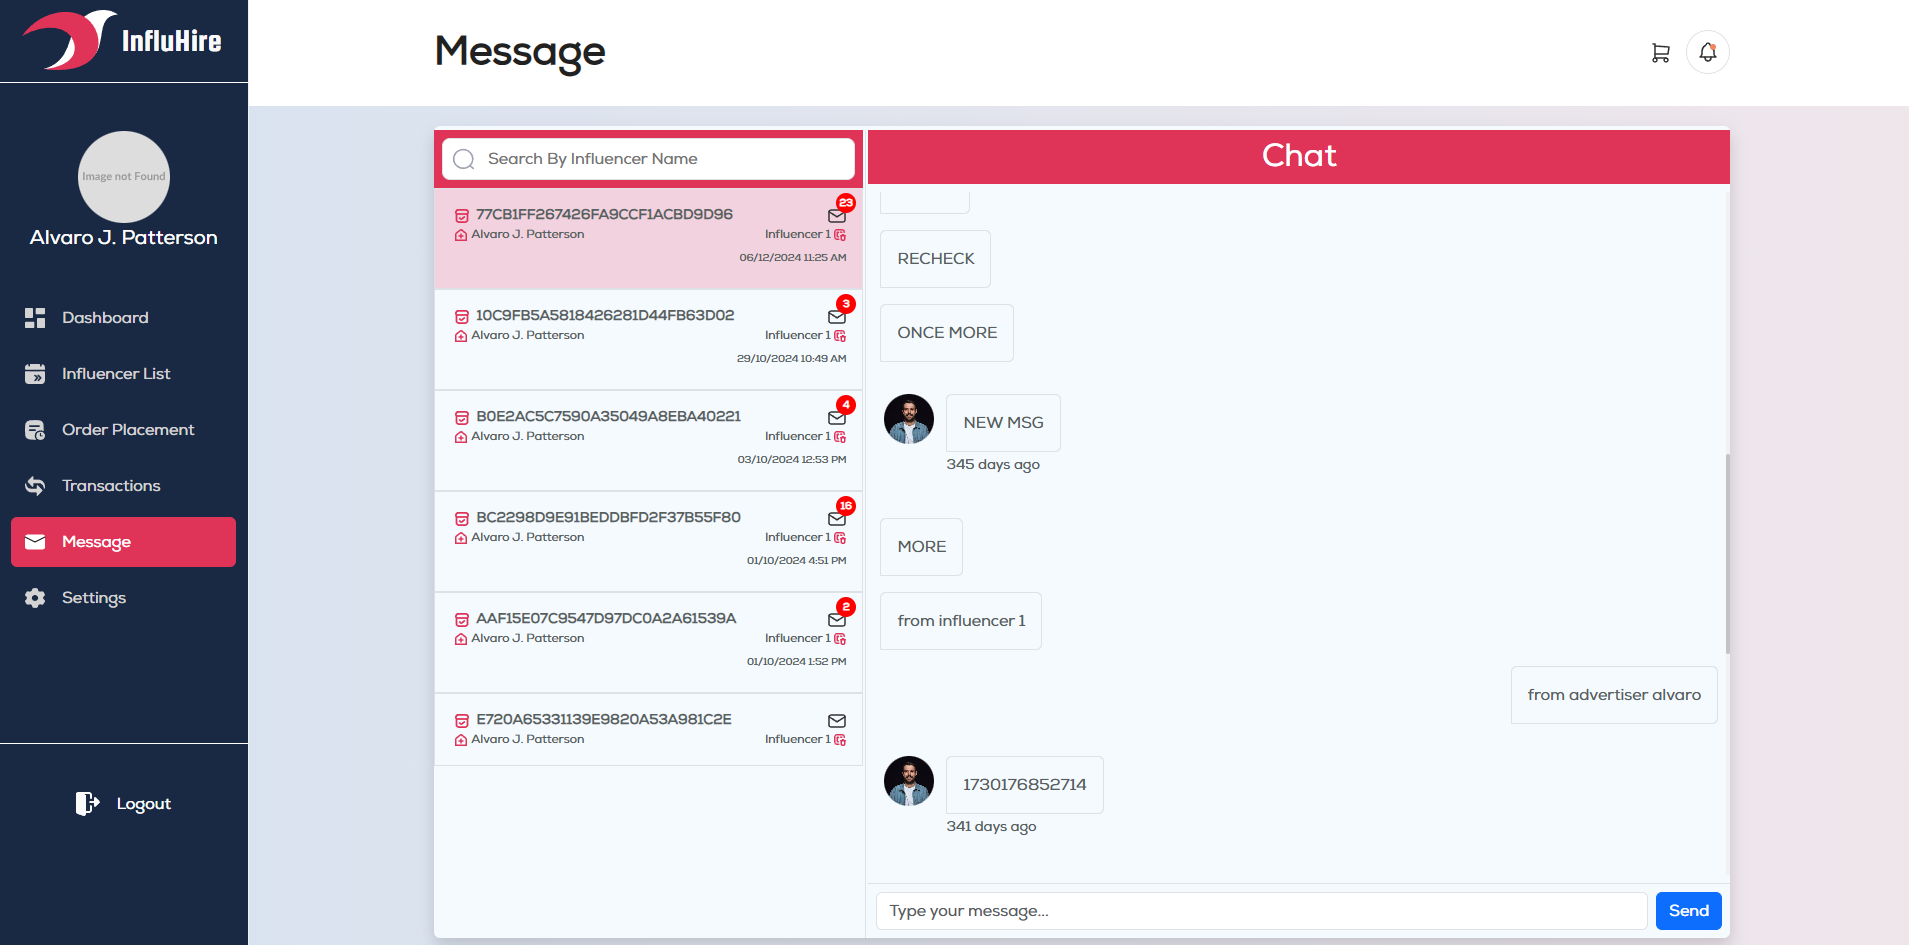 InfluHire
Image not Found
Alvaro J. Patterson
Dashboard
Influencer List
Order Placement
Transactions
Message
Settings
Logout
Message
Search By Influencer Name
77CB1FF267426FA9CCF1ACBD9D96
23
Alvaro J. Patterson
Influencer 1
06/12/2024 11:25 AM
10C9FB5A5818426281D44FB63D02
3
Alvaro J. Patterson
Influencer 1
29/10/2024 10:49 AM
B0E2AC5C7590A35049A8EBA40221
4
Alvaro J. Patterson
Influencer 1
03/10/2024 12:53 PM
BC2298D9E91BEDDBFD2F37B55F80
16
Alvaro J. Patterson
Influencer 1
01/10/2024 4:51 PM
AAF15E07C9547D97DC0A2A61539A
2
Alvaro J. Patterson
Influencer 1
01/10/2024 1:52 PM
E720A65331139E9820A53A981C2E
Alvaro J. Patterson
Influencer 1
Chat
RECHECK
ONCE MORE
NEW MSG
345 days ago
MORE
from influencer 1
from advertiser alvaro
1730176852714
341 days ago
Type your message...
Send